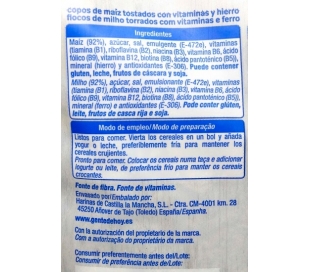 copos de maíz tostados con vitaminas y hierro
flocos de milho torrados com vitaminas e ferro
Ingredientes
Maíz (92%), azúcar, sal, emulgente (E-472e), vitaminas
(tiamina (B1), riboflavina (B2), niacina (B3), vitamina B6, ácido
fólico (B9), vitamina B12, biotina (B8), ácido pantoténico (B5)),
mineral (hierro) y antioxidantes (E-306). Puede contener
gluten, leche, frutos de cáscara y soja.
Milho (92%), açúcar, sal, emulsionante (E-472e), vitaminas
(tiamina (B1), riboflavina (B2), niacina (B3), vitamina B6, ácido
fólico (B9), vitamina B12, biotina (B8), ácido pantoténico (B5)),
mineral (ferro) e antioxidantes (E-306). Pode conter glúten,
leite, frutos de casca rija e soja.
Modo de empleo/ Modo de preparação
Listos para comer. Vierta los cereales en un bol y añada
yogur o leche, preferiblemente fría para mantener los
cereales crujientes.
Pronto para comer. Colocar os cereais numa taça e adicionar
iogurte ou leite, de preferência fria para manter os cereais
crocantes.
Fonte de fibra. Fonte de vitaminas.
Elaborado en/ Elaborado por:
Harinas de Castilla la Mancha, S.L. - Ctra. CM-4001 km. 28
45250 Añover de Tajo (Toledo) España/Espanha
www.gentedehoy.es
Con la autorización del propietario de la marca.
Com a autorização do proprietário da marca.
Consumir preferentemente antes del/Lote:
Consumir de preferência antes de/Lote: